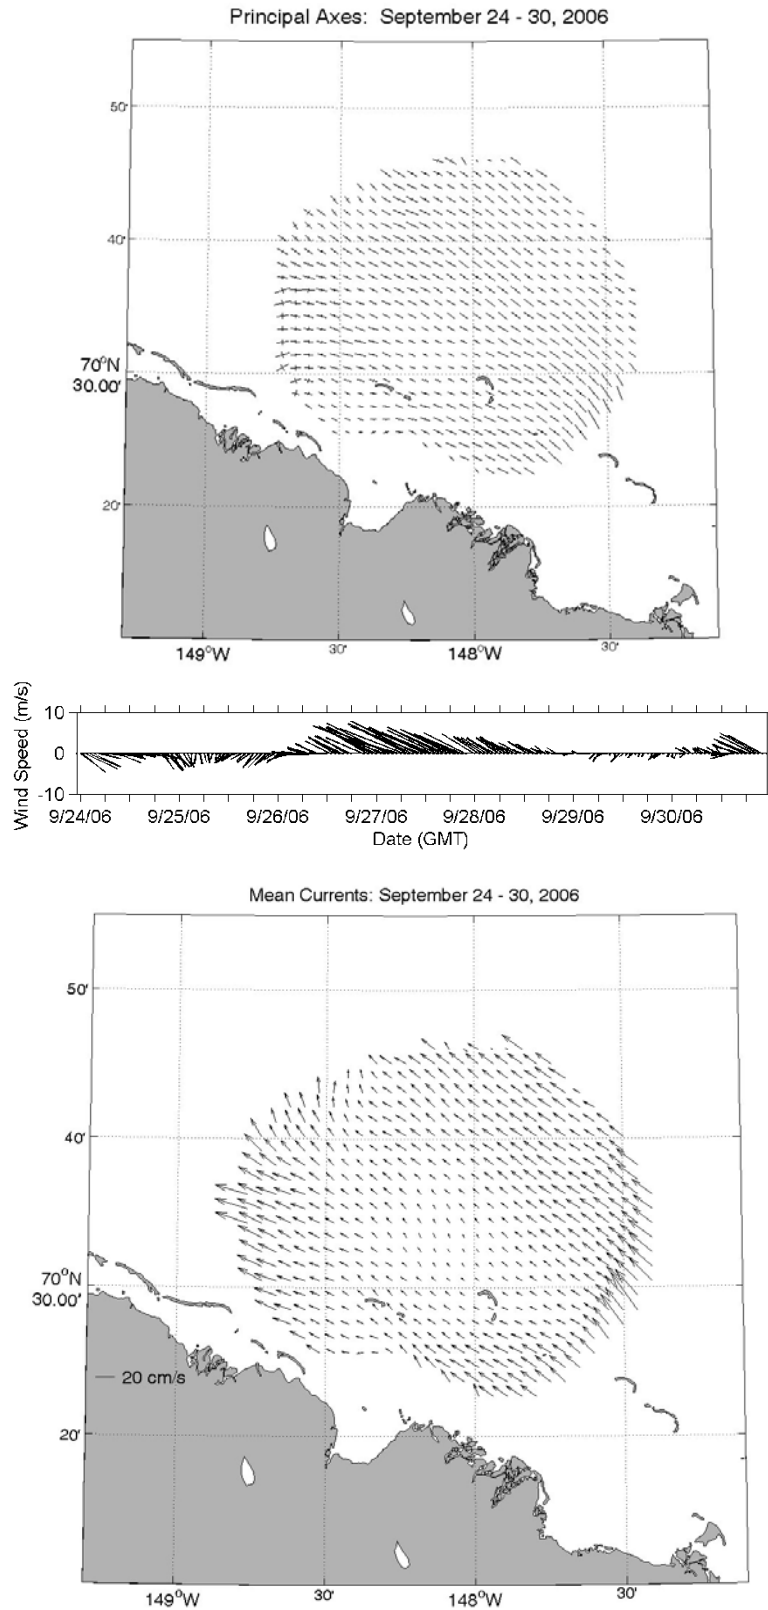 Principal Axes: September 24 - 30, 2006
50'
40'
70°N
30.00'
20'
149°W
30'
148°W
30'
Wind Speed (m/s)
10
0
-10
9/24/06 9/25/06 9/26/06 9/27/06 9/28/06 9/29/06 9/30/06
Date (GMT)
Mean Currents: September 24 - 30, 2006
50'
40'
70°N
30.00'
20 cm/s
20'
149°W
30'
148°W
30'